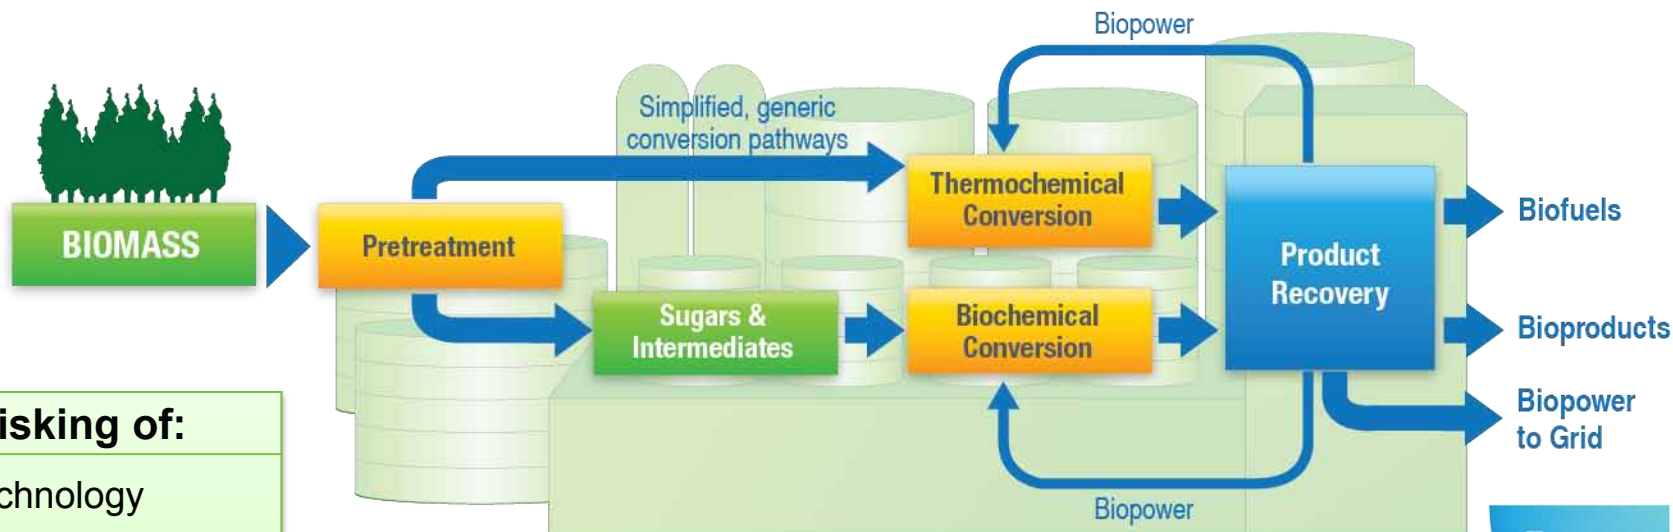 Biopower
Simplified, generic
conversion pathways
Thermochemical
Conversion
BIOMASS
Pretreatment
Product
Recovery
Biofuels
Sugars &
Intermediates
Biochemical
Conversion
Bioproducts
Biopower
to Grid
isking of:
chnology
Biopower